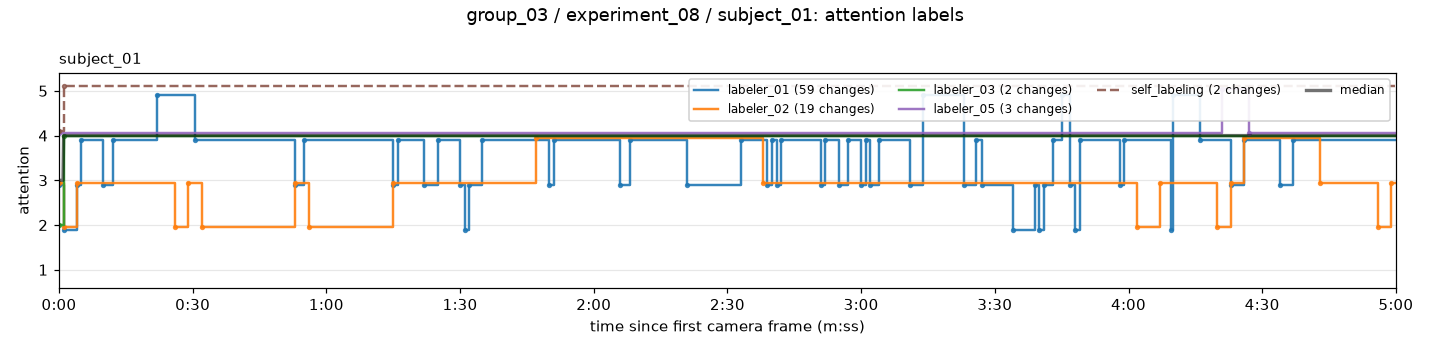 group_03 / experiment_08 / subject_01: attention labels
subject_01
labeler_01 (59 changes)
labeler_02 (19 changes)
labeler_03 (2 changes)
labeler_05 (3 changes)
self_labeling (2 changes)
median
attention
5
4
3
2
1
0:00 0:30 1:00 1:30 2:00 2:30 3:00 3:30 4:00 4:30 5:00
time since first camera frame (m:ss)